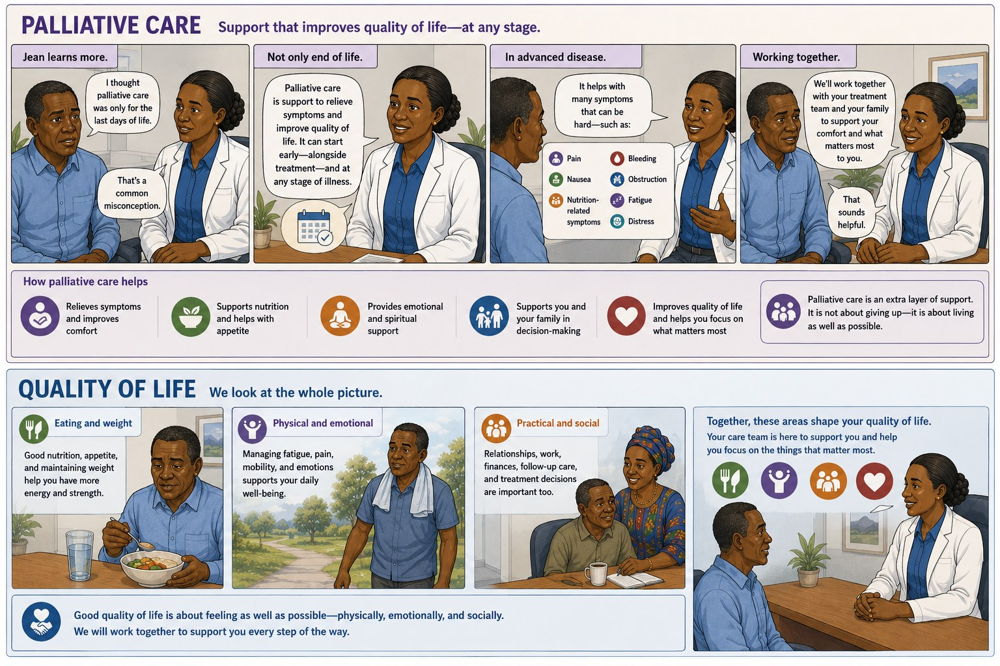 PALLIATIVE CARE
Support that improves quality of life—at any stage.
Jean learns more.
I thought
palliative care
was only for the
last days of life.
That's a
common
misconception.
Not only end of life.
Palliative care
is support to relieve
symptoms and
improve quality of
life. It can start
early—alongside
treatment—and at
any stage of illness.
In advanced disease.
It helps with
many symptoms
that can be
hard—such as:
Pain
Nausea
Nutrition-
related
symptoms
Bleeding
Obstruction
Fatigue
Distress
Working together.
We'll work together
with your treatment
team and your family
to support your
comfort and what
matters most
to you.
That
sounds
helpful.
How palliative care helps
Relieves symptoms
and improves
comfort
Supports nutrition
and helps with
appetite
Provides emotional
and spiritual
support
Supports you and
your family in
decision-making
Improves quality of life
and helps you focus on
what matters most
Palliative care is an extra layer of support.
It is not about giving up—it is about living
as well as possible.
QUALITY OF LIFE
We look at the whole picture.
Eating and weight
Good nutrition, appetite,
and maintaining weight
help you have more
energy and strength.
Physical and emotional
Managing fatigue, pain,
mobility, and emotions
supports your daily
well-being.
Practical and social
Relationships, work,
finances, follow-up care,
and treatment decisions
are important too.
Together, these areas shape your quality of life.
Your care team is here to support you and help
you focus on the things that matter most.
Good quality of life is about feeling as well as possible—physically, emotionally, and socially.
We will work together to support you every step of the way.